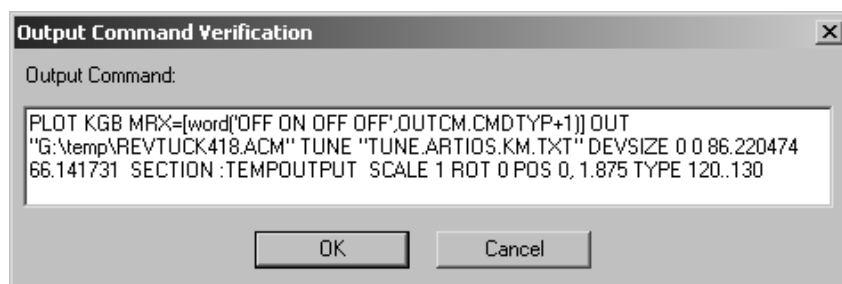 Output Command Verification
Output Command:
PLOT KGB MRX=[word('OFF ON OFF OFF',OUTCM.CMDTYP+1)] OUT
"G:\temp\REVTUCK418.ACM" TUNE "TUNE.ARTIOS.KM.TXT" DEVSIZE 0 0 86.220474
66.141731  SECTION :TEMPOUTPUT  SCALE 1 ROT 0 POS 0, 1.875 TYPE 120..130
OK
Cancel